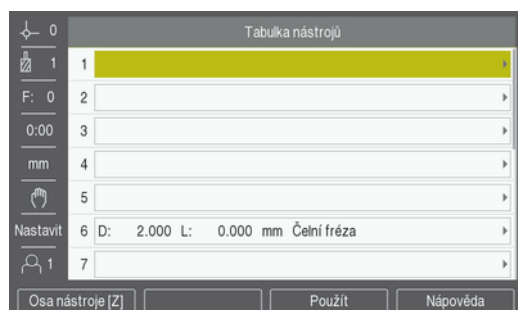 0
Tabulka nástrojů
1
1
F: 0
2
0:00
3
mm
4
5
Nastavit
6 D: 2.000 L: 0.000 mm Čelní fréza
1
7
Osa nástroje [Z]
Použít
Nápověda